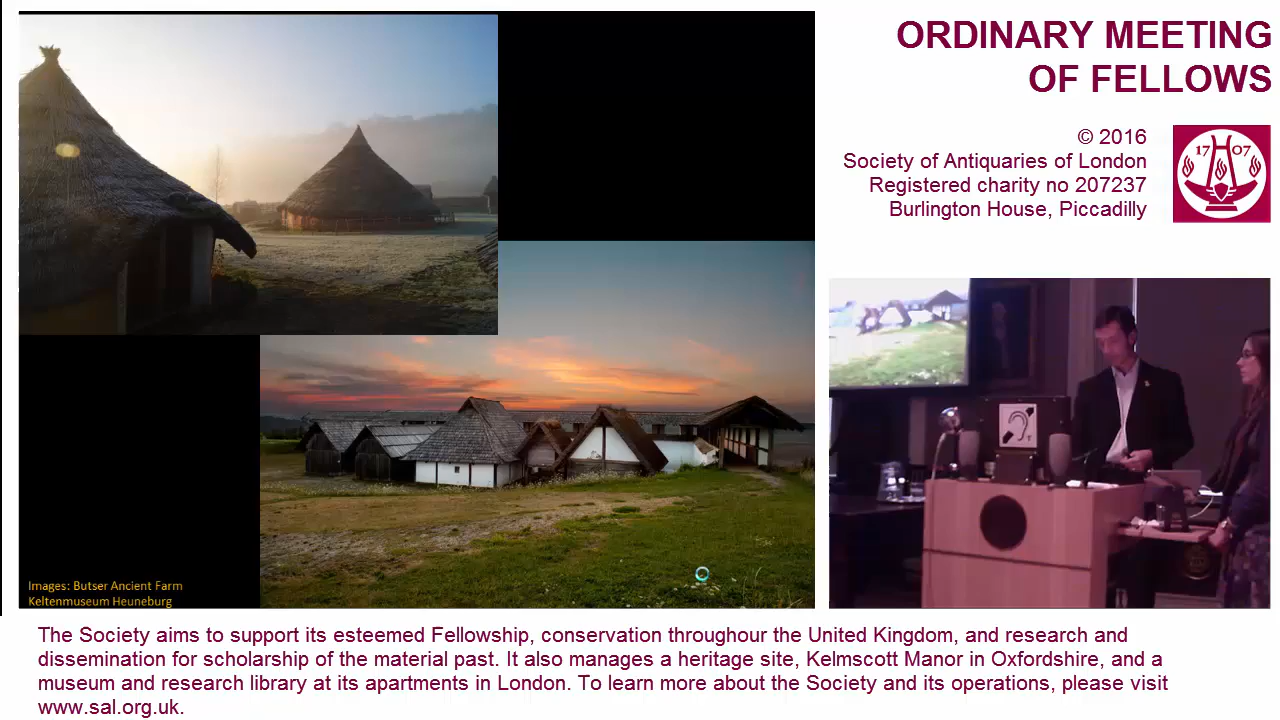 ORDINARY MEETING
OF FELLOWS
© 2016
Society of Antiquaries of London
Registered charity no 207237
Burlington House, Piccadilly
17 07
Images: Butser Ancient Farm
Keltenmuseum Heuneburg
T
The Society aims to support its esteemed Fellowship, conservation throughour the United Kingdom, and research and
dissemination for scholarship of the material past. It also manages a heritage site, Kelmscott Manor in Oxfordshire, and a
museum and research library at its apartments in London. To learn more about the Society and its operations, please visit
www.sal.org.uk.